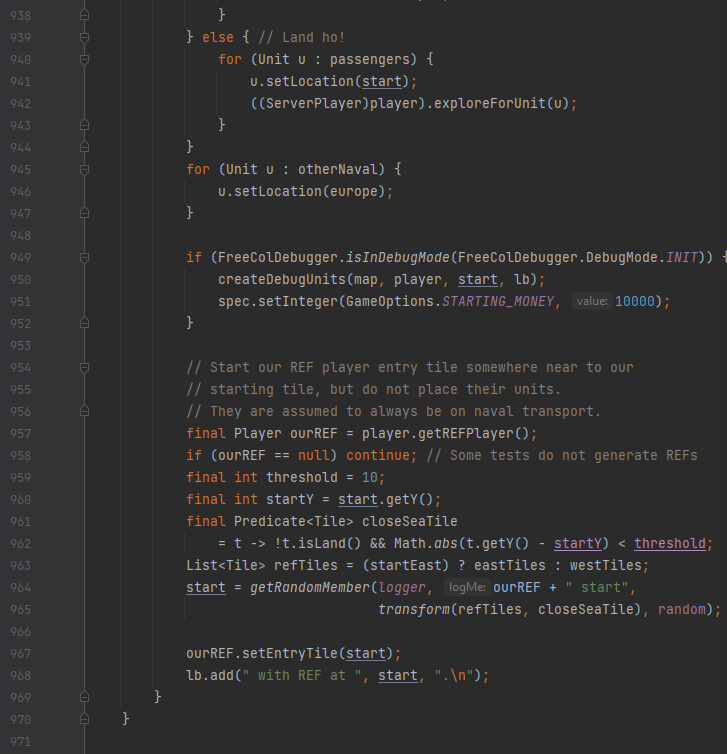 938 }
939 } else { // Land ho!
940 for (Unit u : passengers) {
941 u.setLocation(start);
942 ((ServerPlayer)player).exploreForUnit(u);
943 }
944 }
945 for (Unit u : otherNaval) {
946 u.setLocation(europe);
947 }
948
949 if (FreeColDebugger.isInDebugMode(FreeColDebugger.DebugMode.INIT)) {
950 createDebugUnits(map, player, start, lb);
951 spec.setInteger(GameOptions.STARTING_MONEY, value: 10000);
952 }
953
954 // Start our REF player entry tile somewhere near to our
955 // starting tile, but do not place their units.
956 // They are assumed to always be on naval transport.
957 final Player ourREF = player.getREFPlayer();
958 if (ourREF == null) continue; // Some tests do not generate REFs
959 final int threshold = 10;
960 final int startY = start.getY();
961 final Predicate<Tile> closeSeaTile
962 = t -> !t.isLand() && Math.abs(t.getY() - startY) < threshold;
963 List<Tile> refTiles = (startEast) ? eastTiles : westTiles;
964 start = getRandomMember(logger, logMe: ourREF + " start",
965 transform(refTiles, closeSeaTile), random);
966
967 ourREF.setEntryTile(start);
968 lb.add(" with REF at ", start, ".\n");
969 }
970 }
971